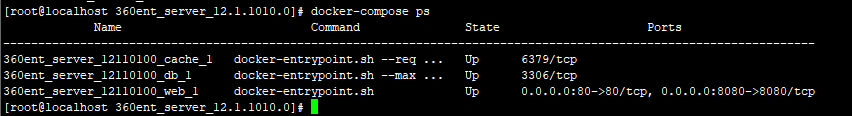 [root@localhost 360ent_server_12.1.1010.0]# docker-compose ps
Name Command State Ports
--------------------------------------------------------------------------------------------------------------------
360ent_server_12110100_cache_1 docker-entrypoint.sh --req ... Up 6379/tcp
360ent_server_12110100_db_1 docker-entrypoint.sh --max ... Up 3306/tcp
360ent_server_12110100_web_1 docker-entrypoint.sh Up 0.0.0.0:80->80/tcp, 0.0.0.0:8080->8080/tcp
[root@localhost 360ent_server_12.1.1010.0]#